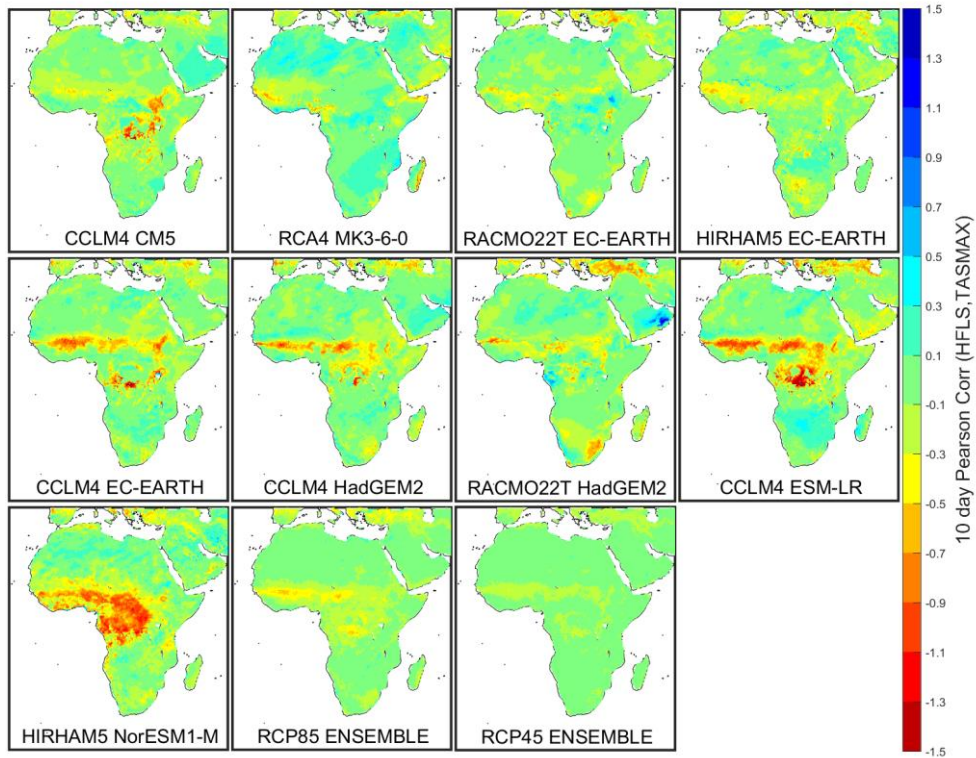 CCLM4 CM5
RCA4 MK3-6-0
RACMO22T EC-EARTH
HIRHAM5 EC-EARTH
CCLM4 EC-EARTH
CCLM4 HadGEM2
RACMO22T HadGEM2
CCLM4 ESM-LR
HIRHAM5 NorESM1-M
RCP85 ENSEMBLE
RCP45 ENSEMBLE
1.5
1.3
1.1
0.9
0.7
0.5
0.3
0.1
-0.1
-0.3
-0.5
-0.7
-0.9
-1.1
-1.3
-1.5
10 day Pearson Corr (HFLS,TASMAX)